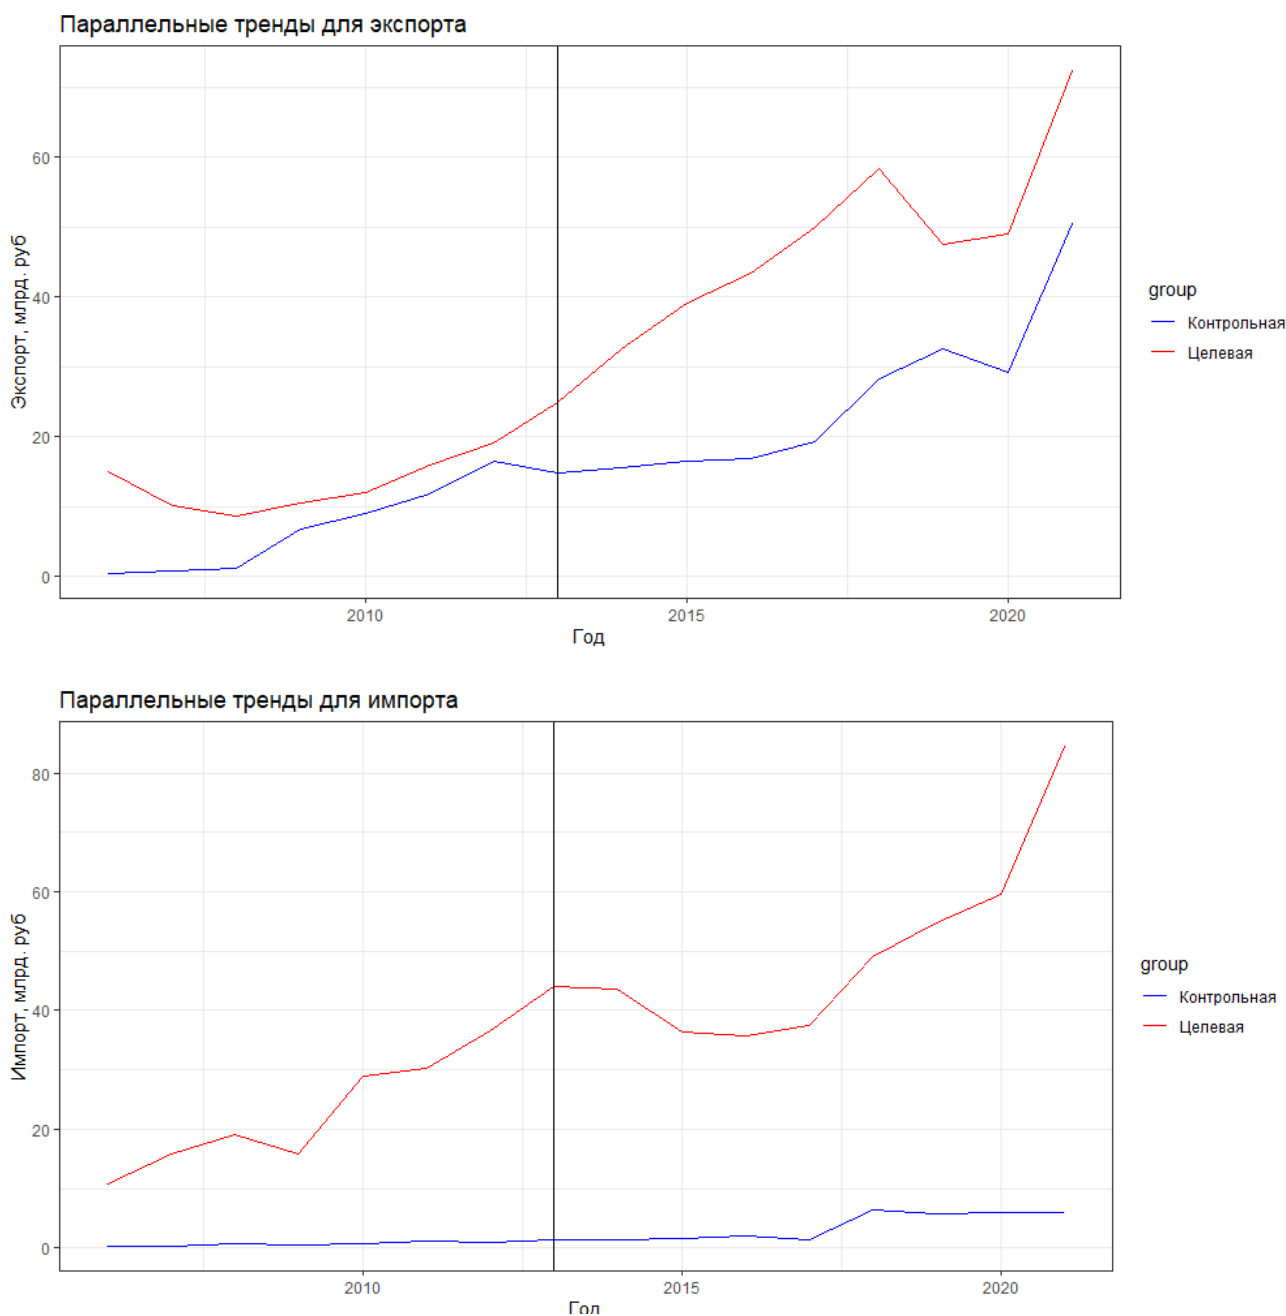 Параллельные тренды для экспорта
Экспорт, млрд. руб
60
40
20
0
2010
2015
2020
Год
group
Контрольная
Целевая
Параллельные тренды для импорта
Импорт, млрд. руб
80
60
40
20
0
2010
2015
2020
Год
group
Контрольная
Целевая